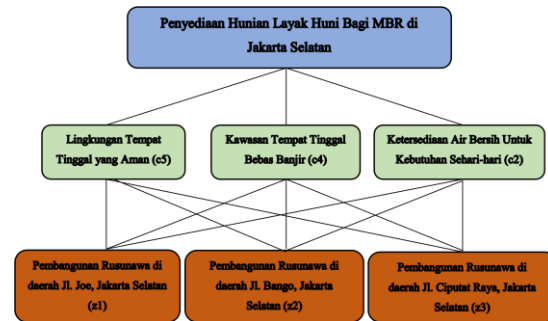 Penyediaan Hunian Layak Huni Bagi MBR di
Jakarta Selatan
Lingkungan Tempat
Tinggal yang Aman (c5)
Kawasan Tempat Tinggal
Bebas Banjir (c4)
Ketersediaan Air Bersih Untuk
Kebutuhan Sehari-hari (c2)
Pembangunan Rusunawa di
daerah Jl. Joe, Jakarta Selatan
(z1)
Pembangunan Rusunawa di
daerah Jl. Bango, Jakarta
Selatan (z2)
Pembangunan Rusunawa di
daerah Jl. Ciputat Raya, Jakarta
Selatan (z3)